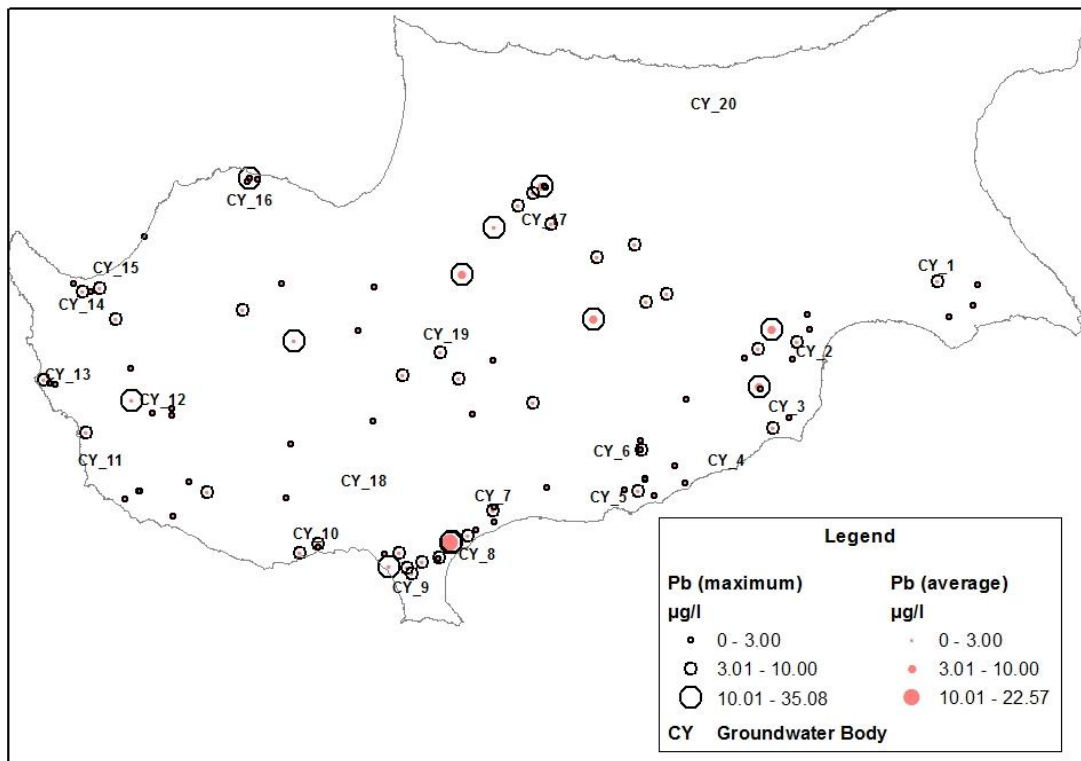 CY_20
CY_16
CY_17
CY_15
CY_14
CY_1
CY_19
CY_2
CY_13
CY_12
CY_3
CY_11
CY_6
CY_4
CY_18
CY_5
CY_7
CY_10
CY_8
CY_9
Legend
Pb (maximum) Pb (average)
µg/l µg/l
0 - 3.00 0 - 3.00
3.01 - 10.00 3.01 - 10.00
10.01 - 35.08 10.01 - 22.57
CY Groundwater Body